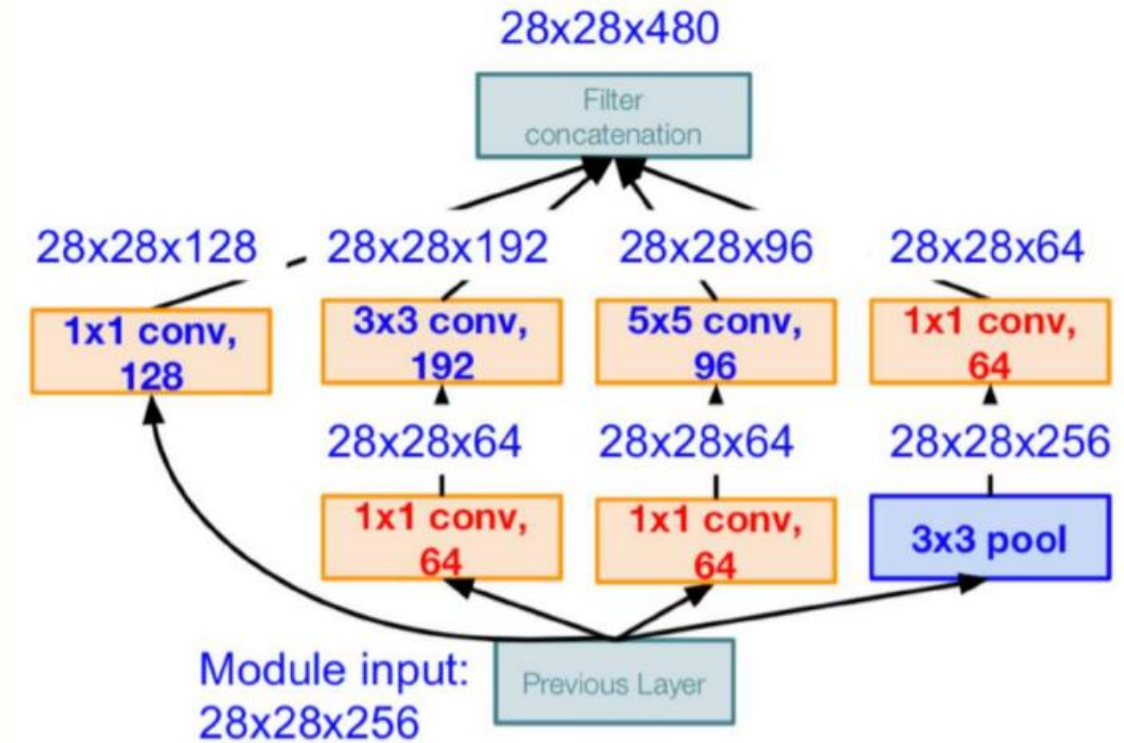 28x28x480
Filter
concatenation
28x28x128
28x28x192
28x28x96
28x28x64
1x1 conv,
128
3x3 conv,
192
5x5 conv,
96
1x1 conv,
64
28x28x64
28x28x64
28x28x256
1x1 conv,
64
1x1 conv,
64
3x3 pool
Module input:
28x28x256
Previous Layer